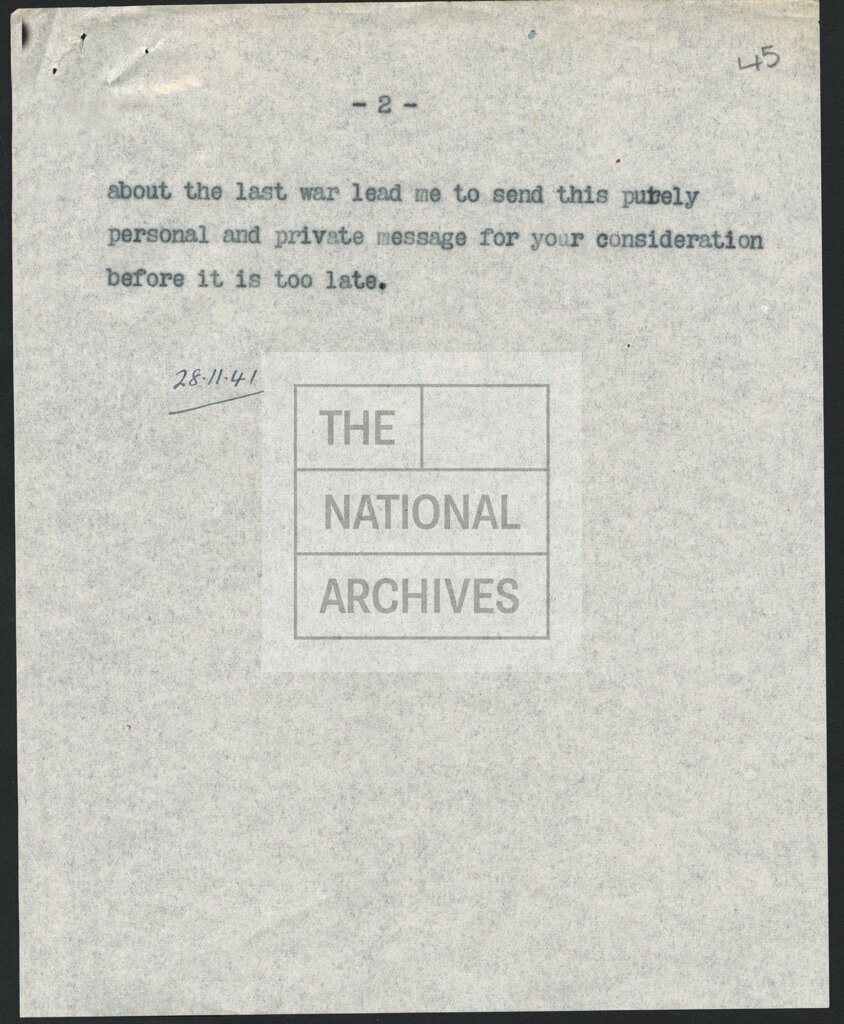 45
- 2 -
about the last war lead me to send this purely
personal and private message for your consideration
before it is too late.
28.11.41
THE
NATIONAL
ARCHIVES